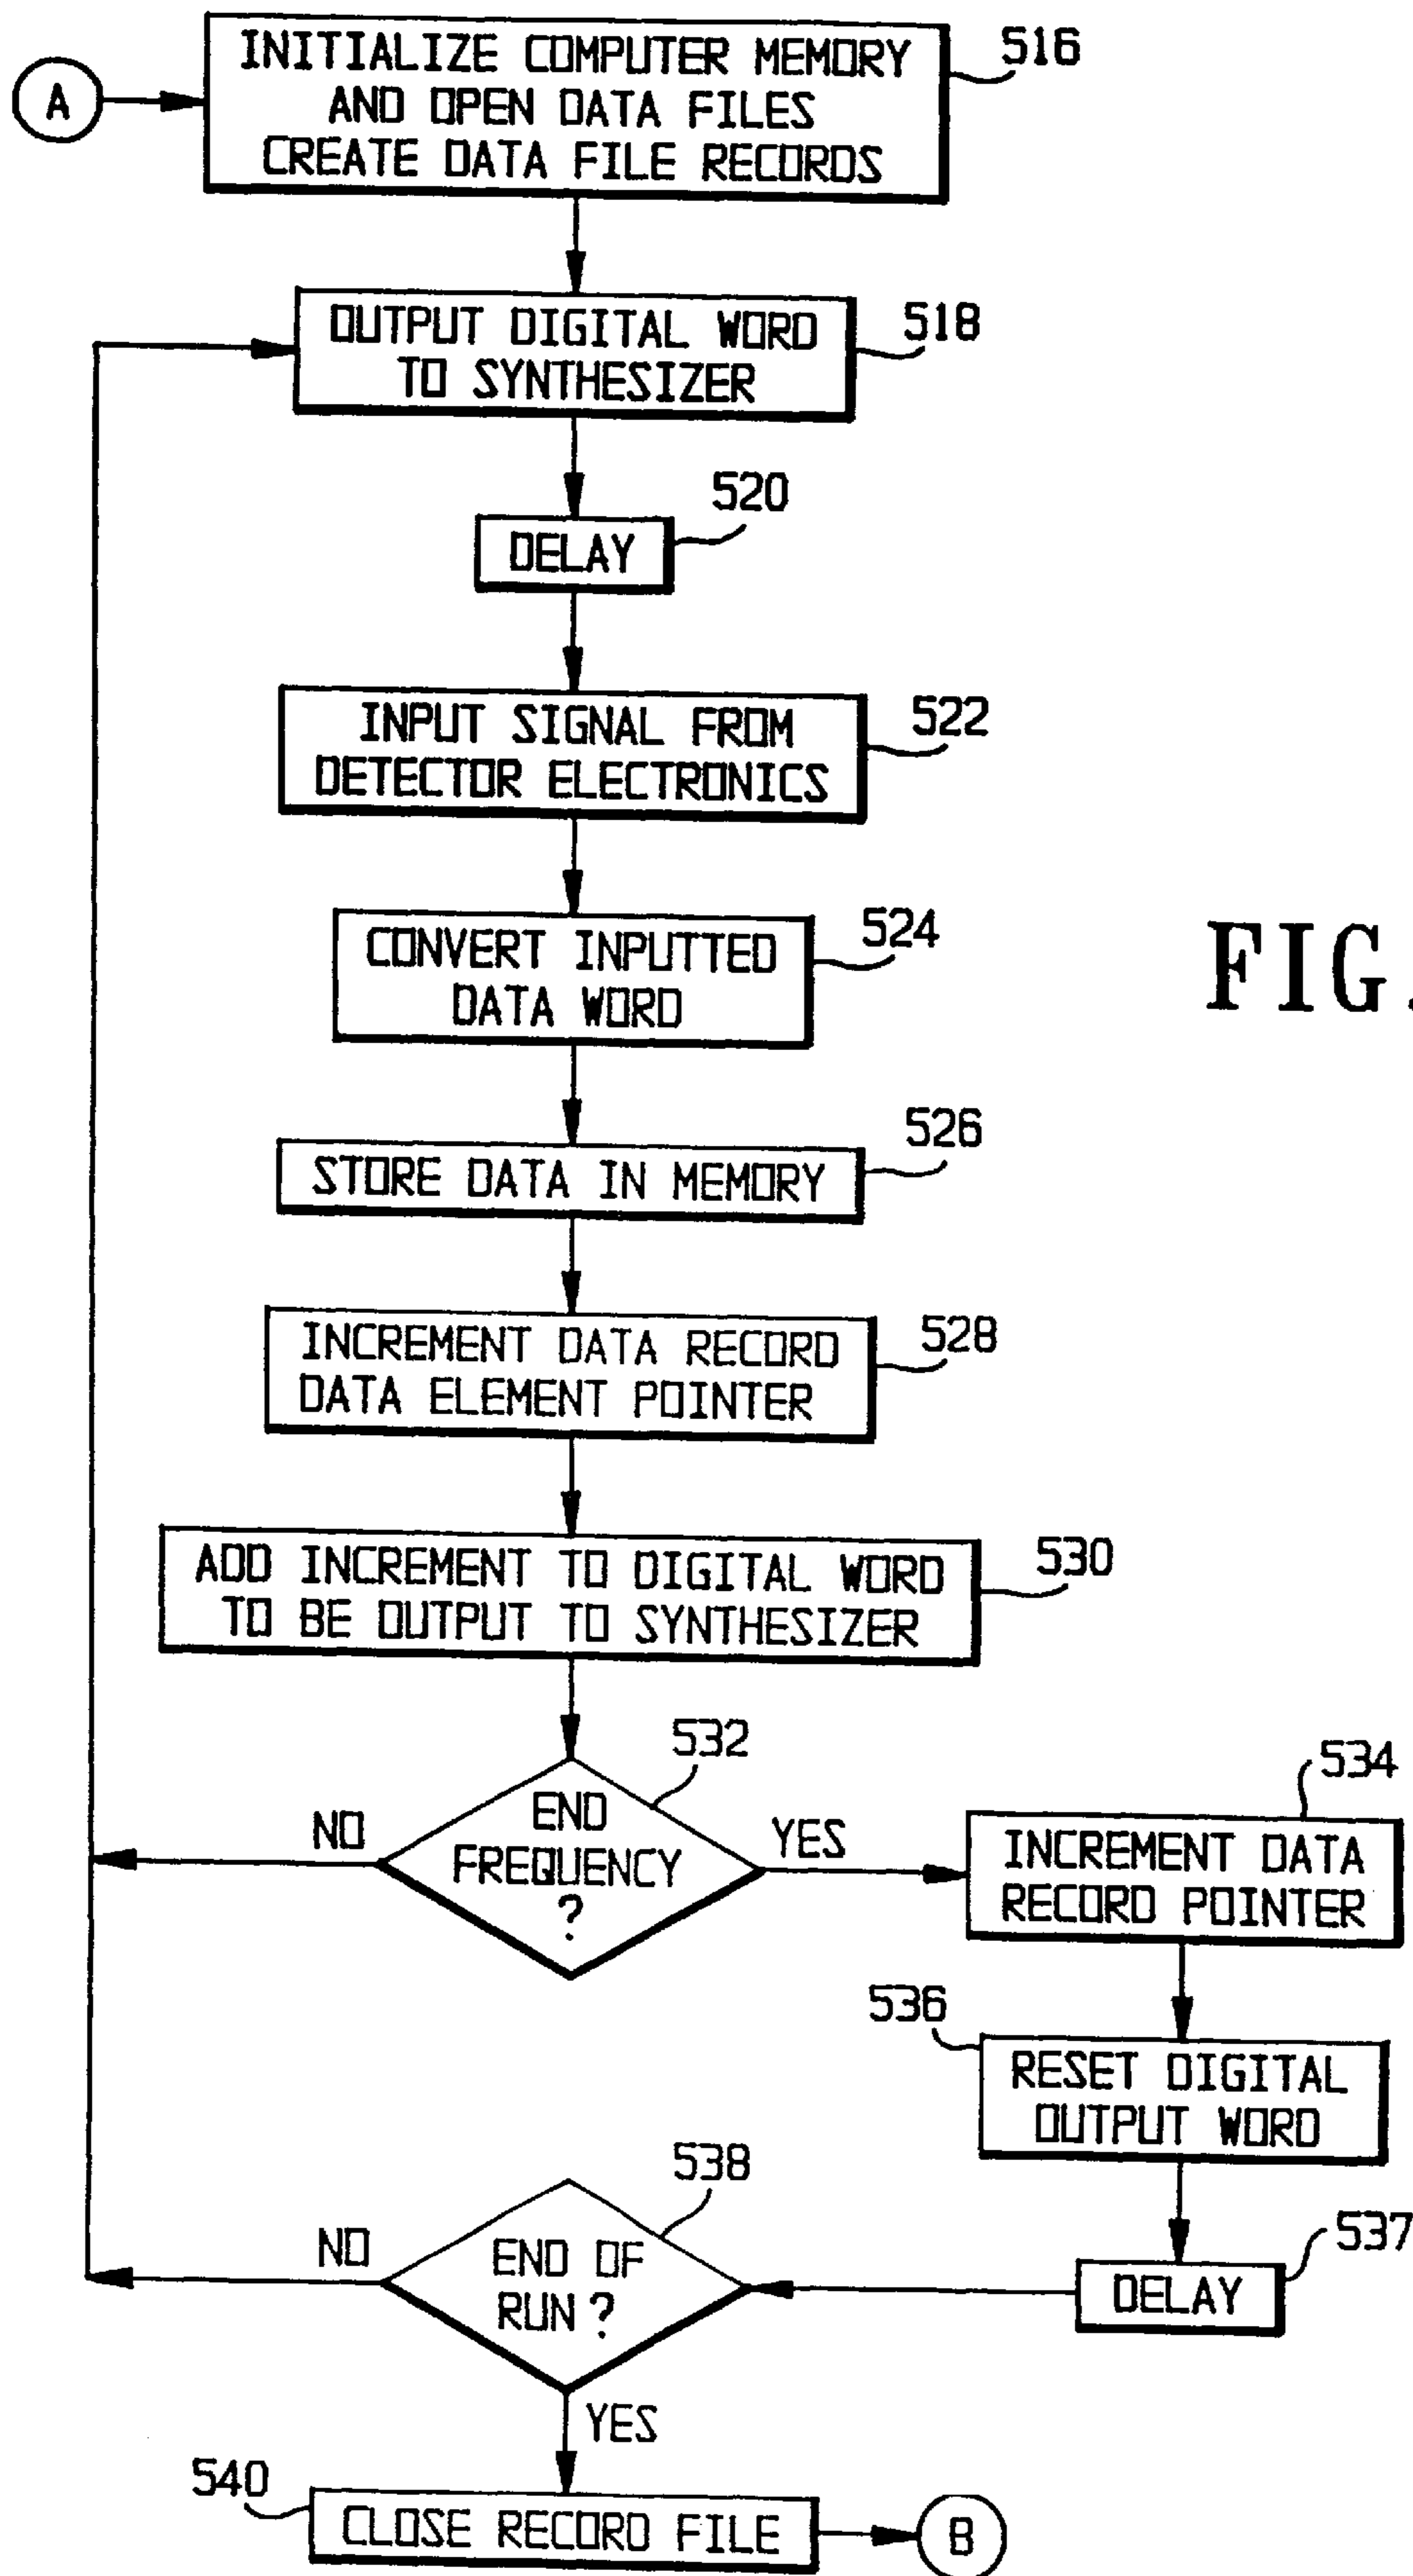 A
INITIALIZE COMPUTER MEMORY
AND OPEN DATA FILES
CREATE DATA FILE RECORDS
516
OUTPUT DIGITAL WORD
TO SYNTHESIZER
518
DELAY
520
INPUT SIGNAL FROM
DETECTOR ELECTRONICS
522
CONVERT INPUTTED
DATA WORD
524
FIG.
STORE DATA IN MEMORY
526
INCREMENT DATA RECORD
DATA ELEMENT POINTER
528
ADD INCREMENT TO DIGITAL WORD
TO BE OUTPUT TO SYNTHESIZER
530
END
FREQUENCY
?
532
NO
YES
INCREMENT DATA
RECORD POINTER
534
RESET DIGITAL
OUTPUT WORD
536
DELAY
537
END OF
RUN ?
538
NO
YES
CLOSE RECORD FILE
540
B